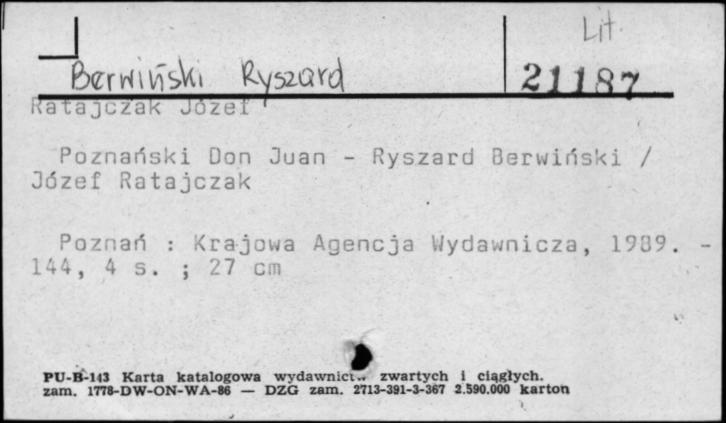 Lit.
Berwiński Ryszard 21187
Ratajczak Józef
Poznański Don Juan - Ryszard Berwiński /
Józef Ratajczak
Poznań : Krajowa Agencja Wydawnicza, 1989. -
144, 4 s. ; 27 cm
PU-B-143 Karta katalogowa wydawnictw zwartych i ciągłych.
zam. 1778-DW-ON-WA-86 — DZG zam. 2713-391-3-367 2.590.000 karton